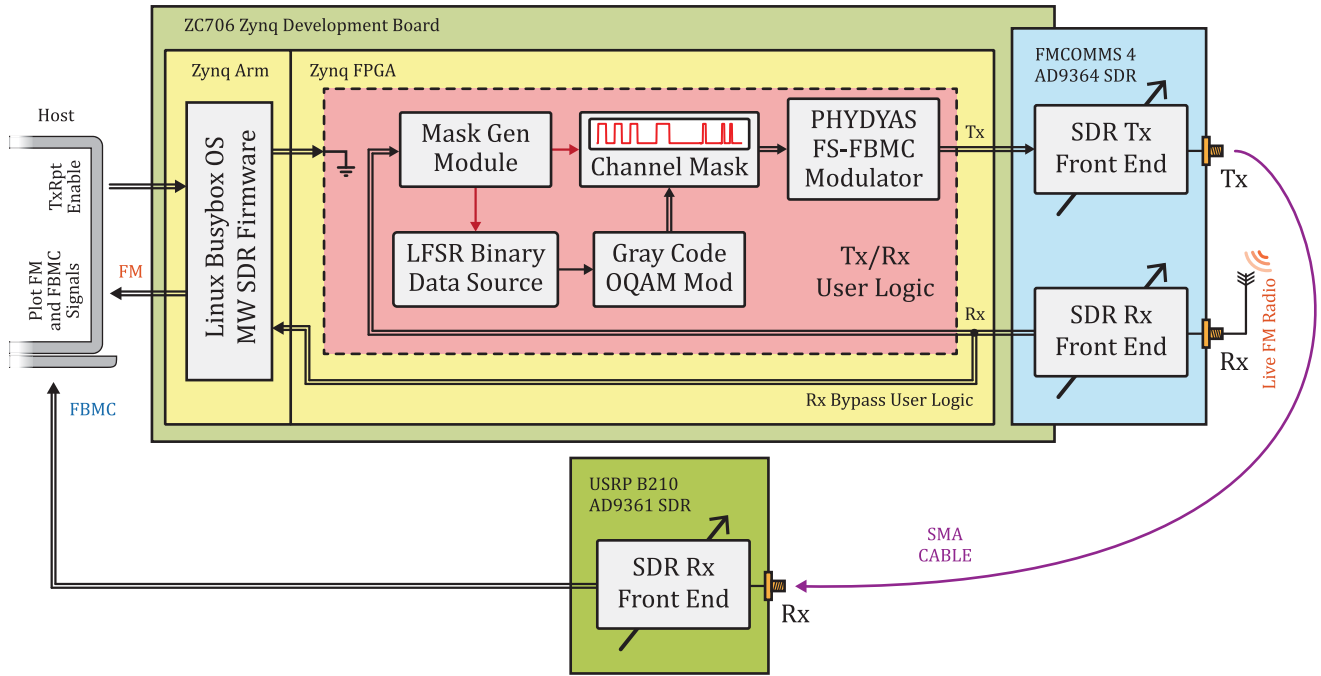 ZC706 Zynq Development Board
Zynq Arm
Zynq FPGA
FMCOMMS 4
AD9364 SDR
Host
TxRpt
Enable
Plot FM
and FBMC
Signals
FM
FBMC
Linux Busybox OS
MW SDR Firmware
Mask Gen
Module
Channel Mask
PHYDYAS
FS-FBMC
Modulator
LFSR Binary
Data Source
Gray Code
OQAM Mod
Tx/Rx
User Logic
Tx
Rx
Rx Bypass User Logic
SDR Tx
Front End
Tx
SDR Rx
Front End
Rx
Live FM Radio
USRP B210
AD9361 SDR
SDR Rx
Front End
Rx
SMA
CABLE